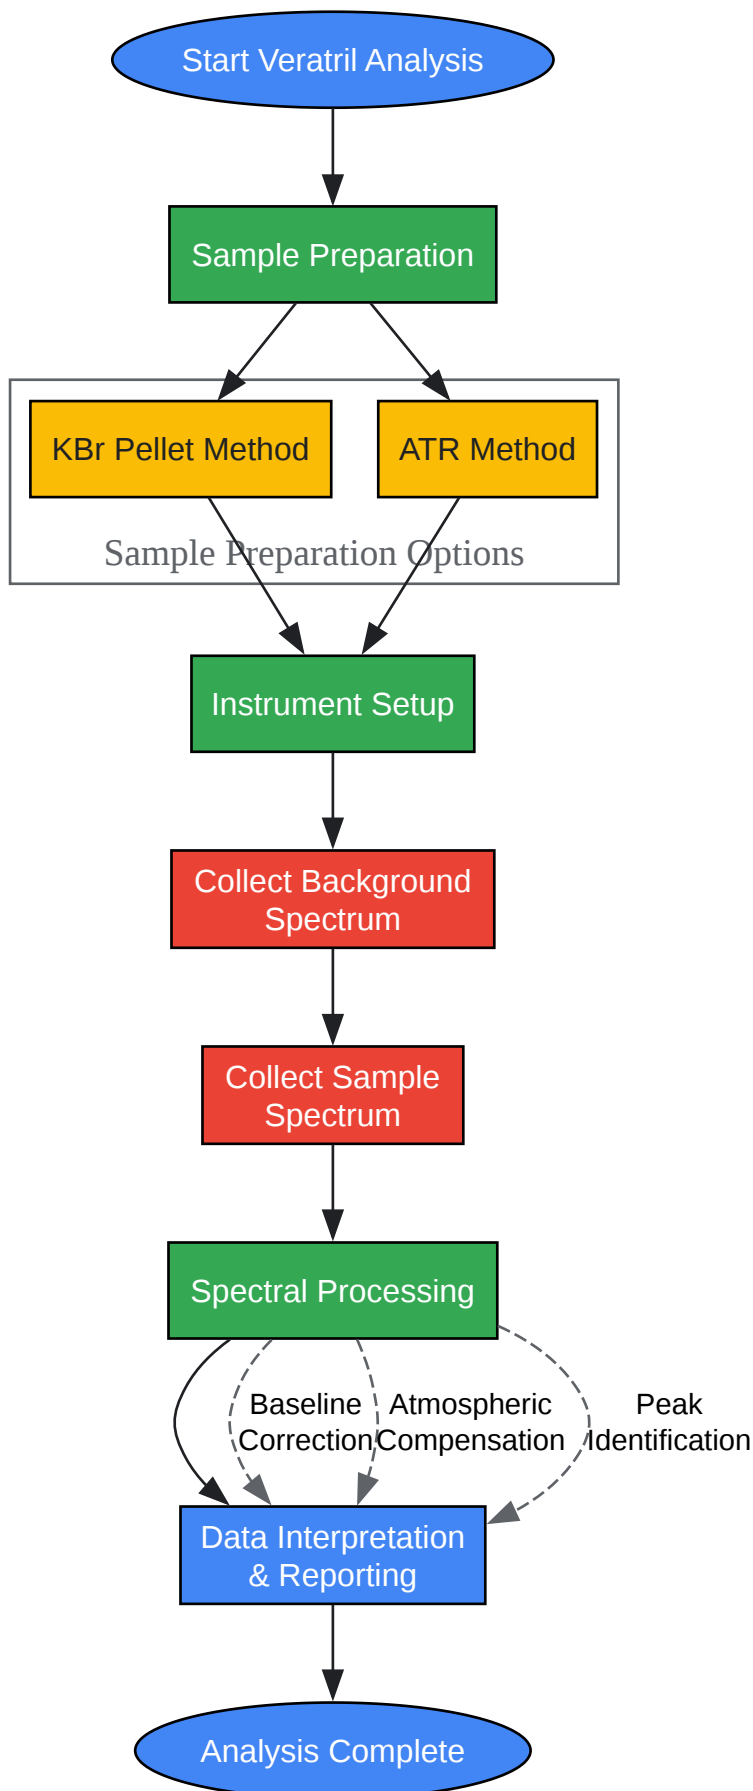 Start Veratril Analysis
Sample Preparation
KBr Pellet Method
ATR Method
Sample Preparation Options
Instrument Setup
Collect Background
Spectrum
Collect Sample
Spectrum
Spectral Processing
Baseline
Correction
Atmospheric
Compensation
Peak
Identification
Data Interpretation
& Reporting
Analysis Complete